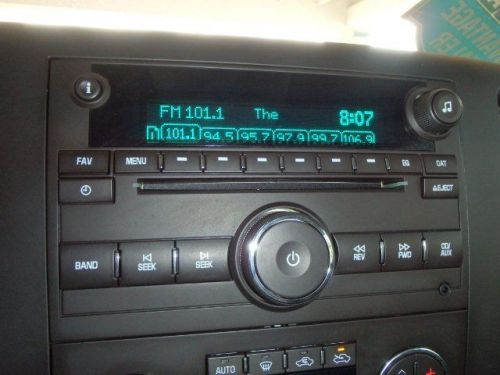 FM 101.1 The 8:07
1 101.1 94.5 95.7 97.9 99.7 106.9
FAV MENU EQ CAT
EJECT
BAND SEEK SEEK REV FWD CD/AUX
AUTO